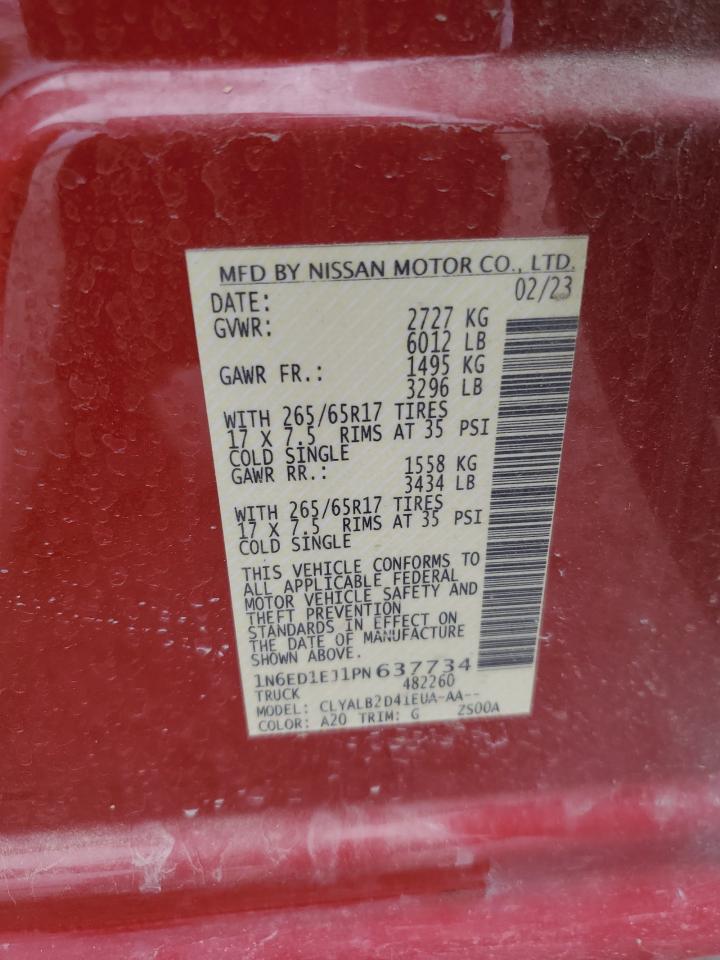 MFD BY NISSAN MOTOR CO., LTD.
DATE: 02/23
GVWR: 2727 KG
6012 LB
GAWR FR.: 1495 KG
3296 LB
WITH 265/65R17 TIRES
17 X 7.5 RIMS AT 35 PSI
COLD SINGLE
GAWR RR.: 1558 KG
3434 LB
WITH 265/65R17 TIRES
17 X 7.5 RIMS AT 35 PSI
COLD SINGLE
THIS VEHICLE CONFORMS TO
ALL APPLICABLE FEDERAL
MOTOR VEHICLE SAFETY AND
THEFT PREVENTION
STANDARDS IN EFFECT ON
THE DATE OF MANUFACTURE
SHOWN ABOVE.
1N6ED1EJ1PN637734
TRUCK 482260
MODEL: CLYALB2D41EUA-AA--
COLOR: A20 TRIM: G ZS00A